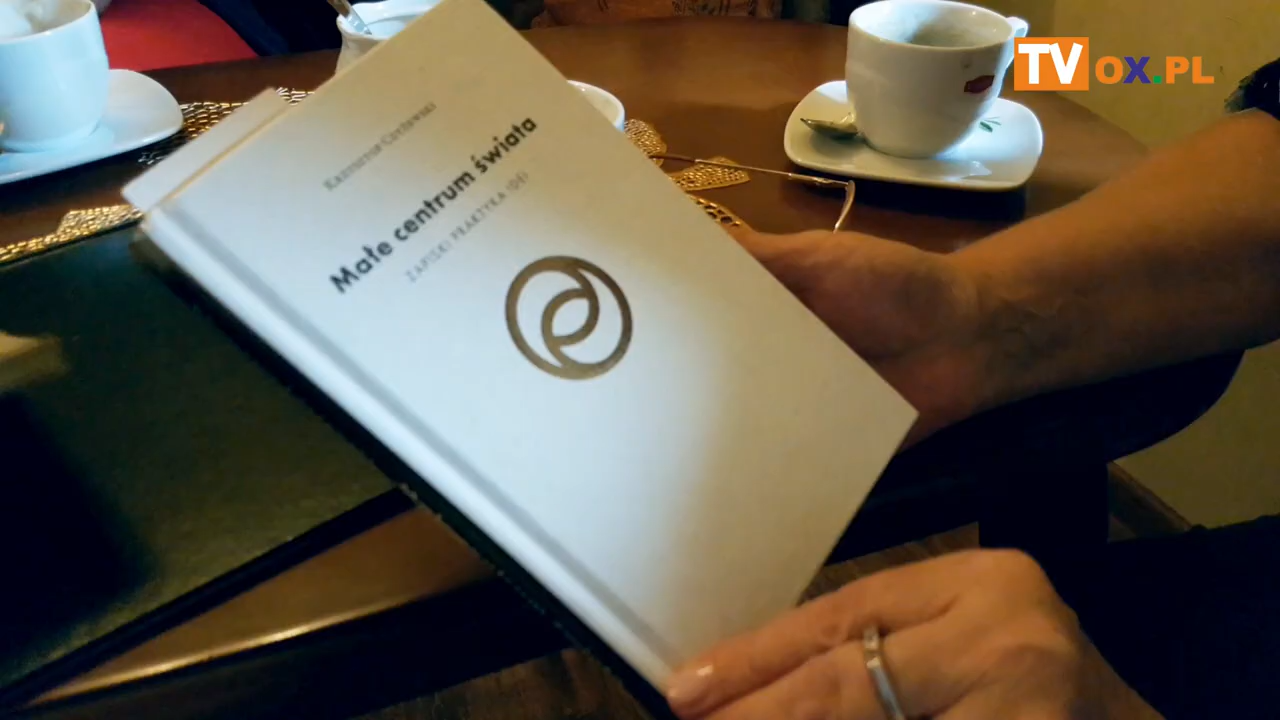 TVOX.PL
Krzysztof Czyżewski
Małe centrum świata
ZAPISKI PRAKTYKA IDEI